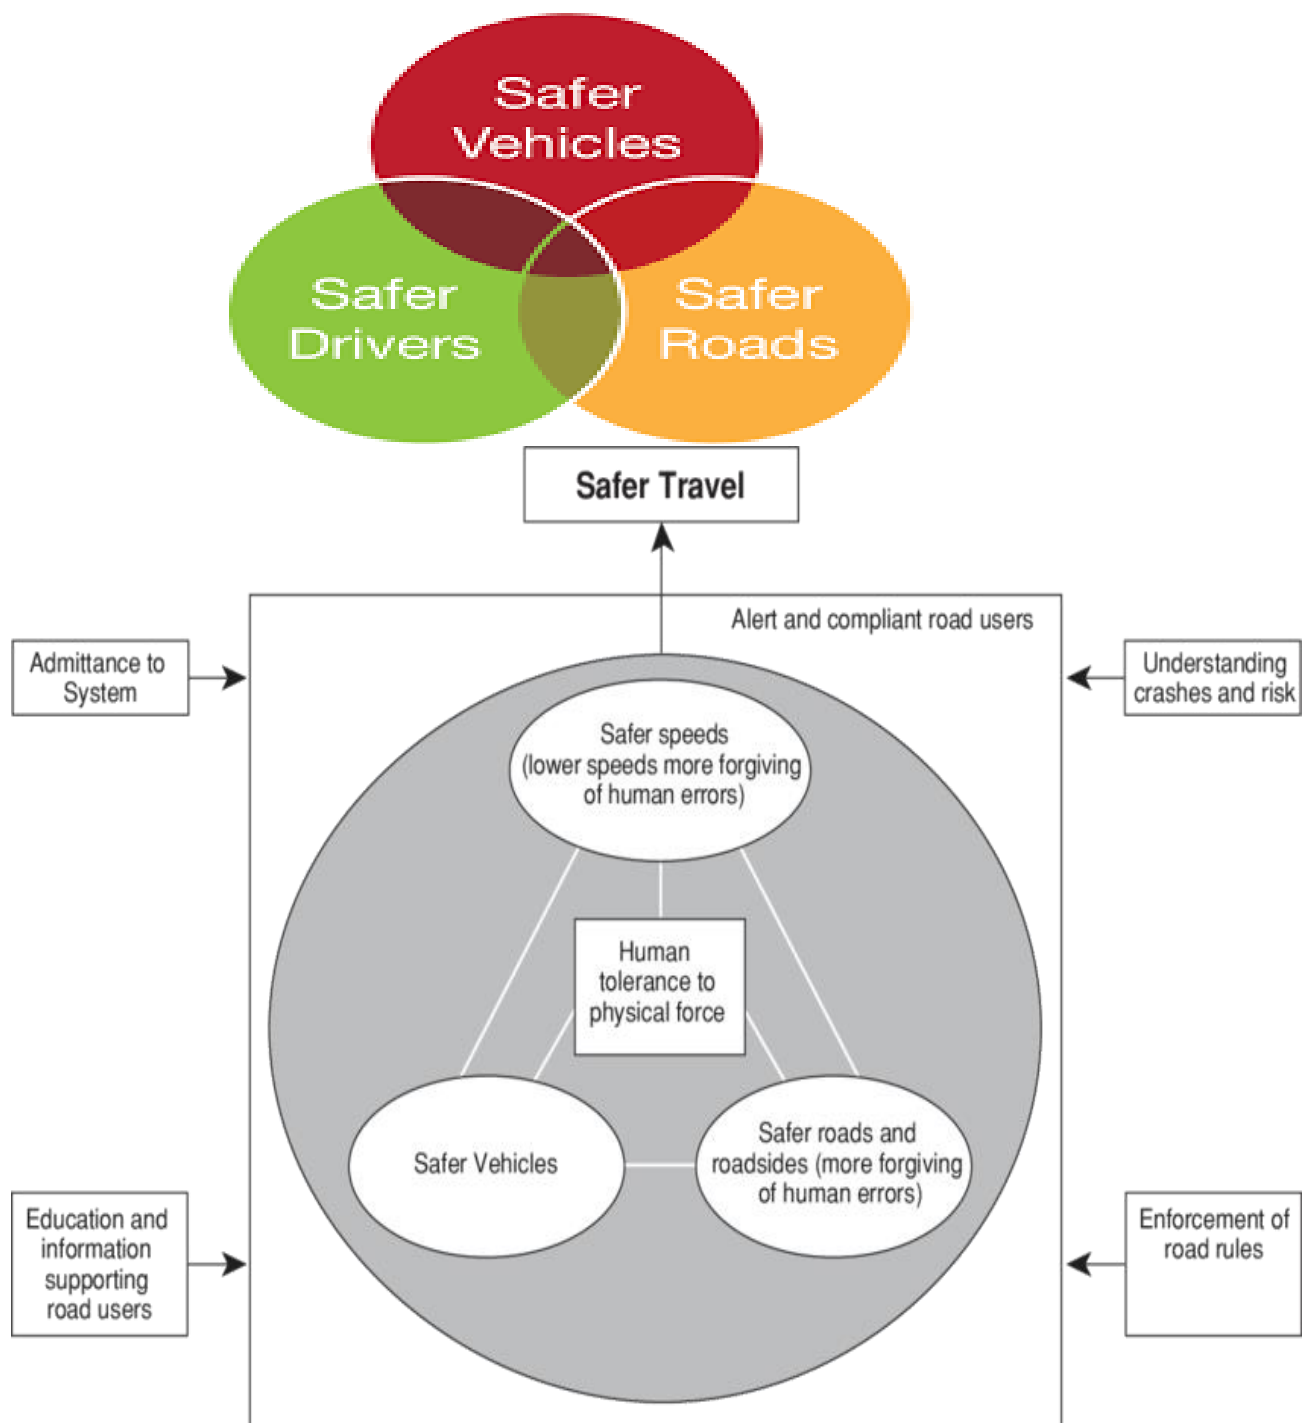 Safer
Vehicles
Safer
Drivers
Safer
Roads
Safer Travel
Alert and compliant road users
Admittance to
System
Understanding
crashes and risk
Safer speeds
(lower speeds more forgiving
of human errors)
Human
tolerance to
physical force
Safer Vehicles
Safer roads and
roadsides (more forgiving
of human errors)
Education and
information
supporting
road users
Enforcement of
road rules